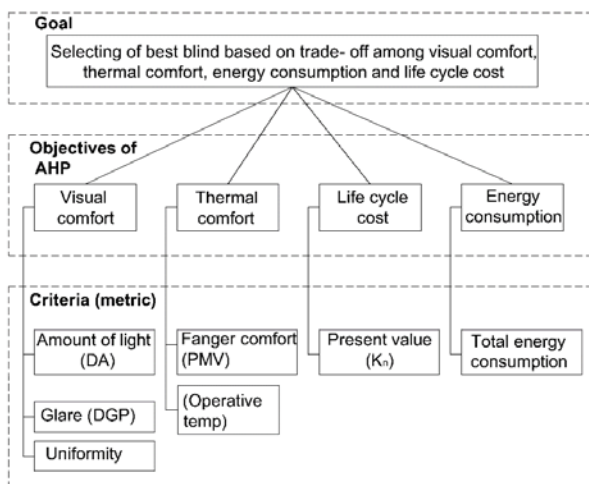 Goal
Selecting of best blind based on trade- off among visual comfort,
thermal comfort, energy consumption and life cycle cost
Objectives of
AHP
Visual
comfort
Thermal
comfort
Life cycle
cost
Energy
consumption
Criteria (metric)
Amount of light
(DA)
Fanger comfort
(PMV)
Present value
(Kn)
Total energy
consumption
Glare (DGP)
(Operative
temp)
Uniformity